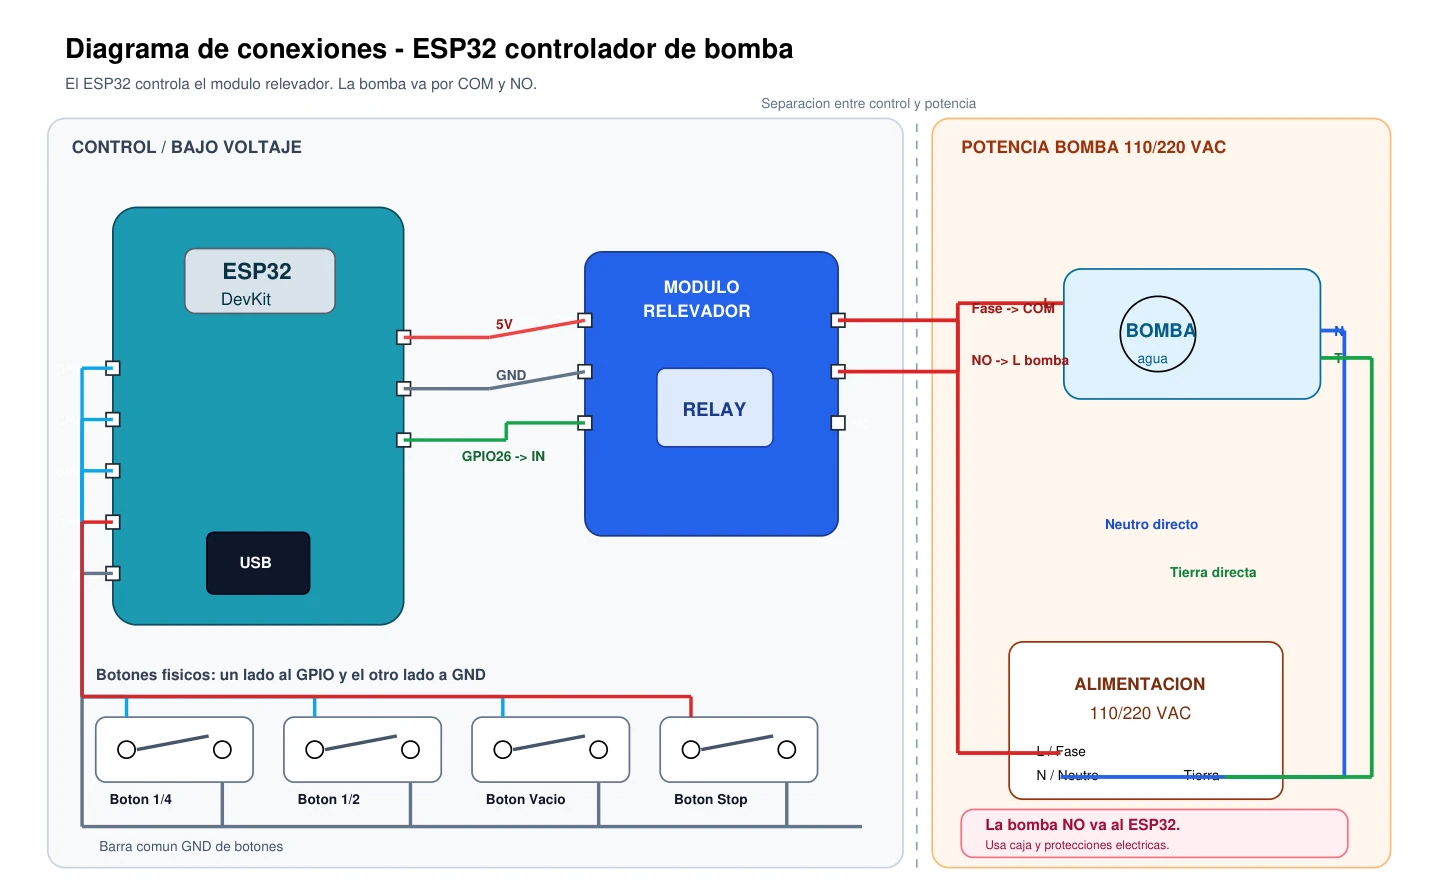 Diagrama de conexiones - ESP32 controlador de bomba
El ESP32 controla el modulo relevador. La bomba va por COM y NO.
Separacion entre control y potencia
CONTROL / BAJO VOLTAJE
POTENCIA BOMBA 110/220 VAC
ESP32
DevKit
MODULO
RELEVADOR
5V
GND
GPIO26 -> IN
RELAY
USB
Fase -> COM
L
NO -> L bomba
BOMBA
agua
N
T
Neutro directo
Tierra directa
Botones fisicos: un lado al GPIO y el otro lado a GND
Boton 1/4
Boton 1/2
Boton Vacio
Boton Stop
Barra comun GND de botones
ALIMENTACION
110/220 VAC
L / Fase
N / Neutro
Tierra
La bomba NO va al ESP32.
Usa caja y protecciones electricas.